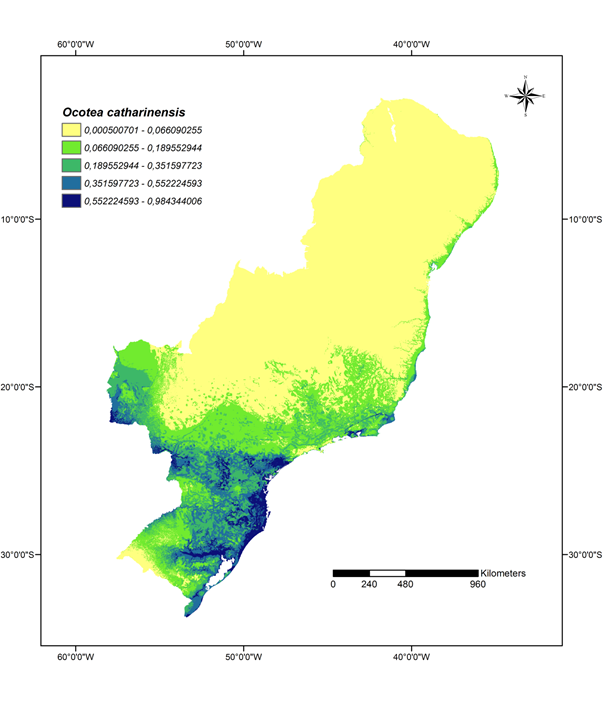 60°0'0"W 50°0'0"W 40°0'0"W
N
W E
S
Ocotea catharinensis
0,000500701 - 0,066090255
0,066090255 - 0,189552944
0,189552944 - 0,351597723
0,351597723 - 0,552224593
0,552224593 - 0,984344006
10°0'0"S 10°0'0"S
20°0'0"S 20°0'0"S
30°0'0"S 30°0'0"S
Kilometers
0 240 480 960
60°0'0"W 50°0'0"W 40°0'0"W